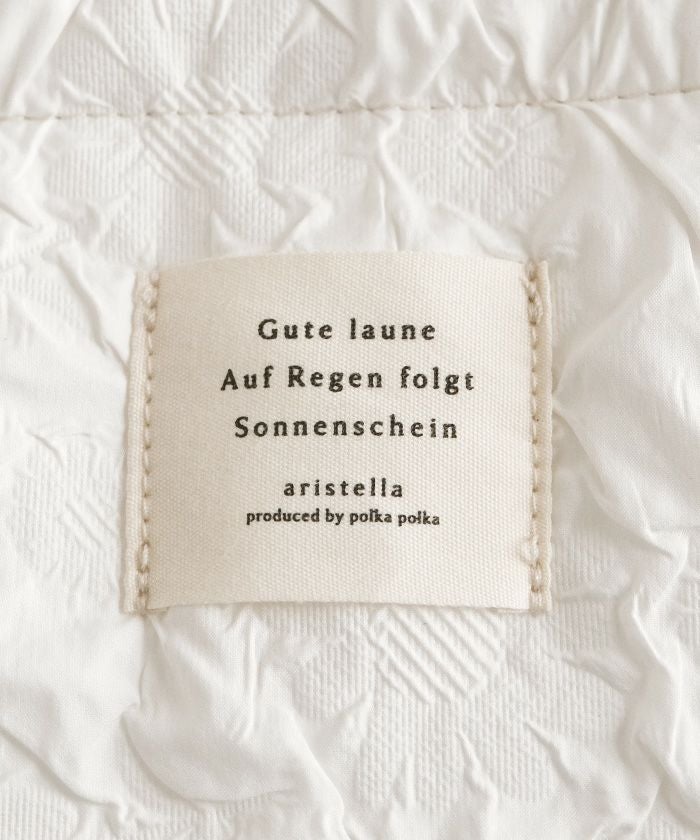 Gute laune
Auf Regen folgt
Sonnenschein
aristella
produced by polka polka